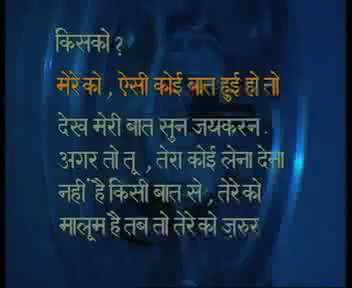 किसको ?
मेरे को , ऐसी कोई बात हुई हो तो
देख मेरी बात सुन जयकरन .
अगर तो तू , तेरा कोई लेना देना
नहीं है किसी बात से , तेरे को
मालूम है तब तो तेरे को ज़रुर